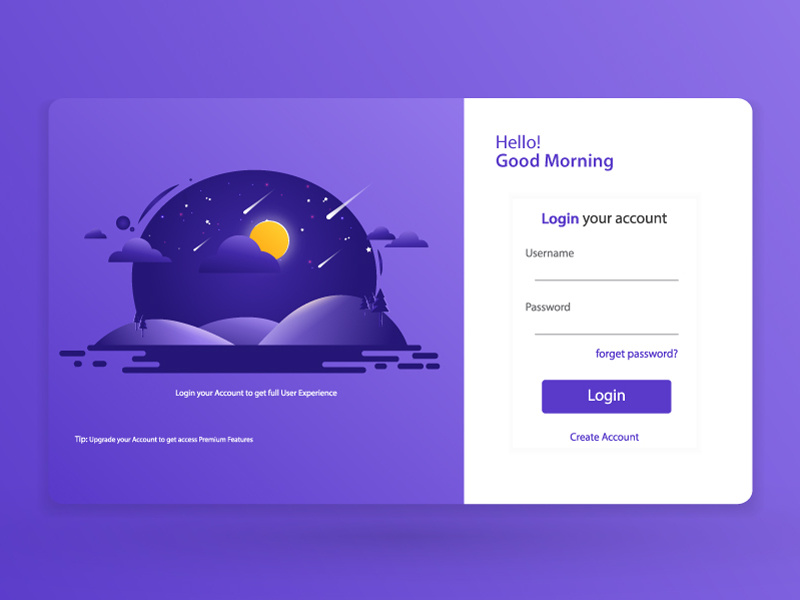 Hello!
Good Morning
Login your account
Username
Password
forget password?
Login
Create Account
Login your Account to get full User Experience
Tip: Upgrade your Account to get access Premium Features